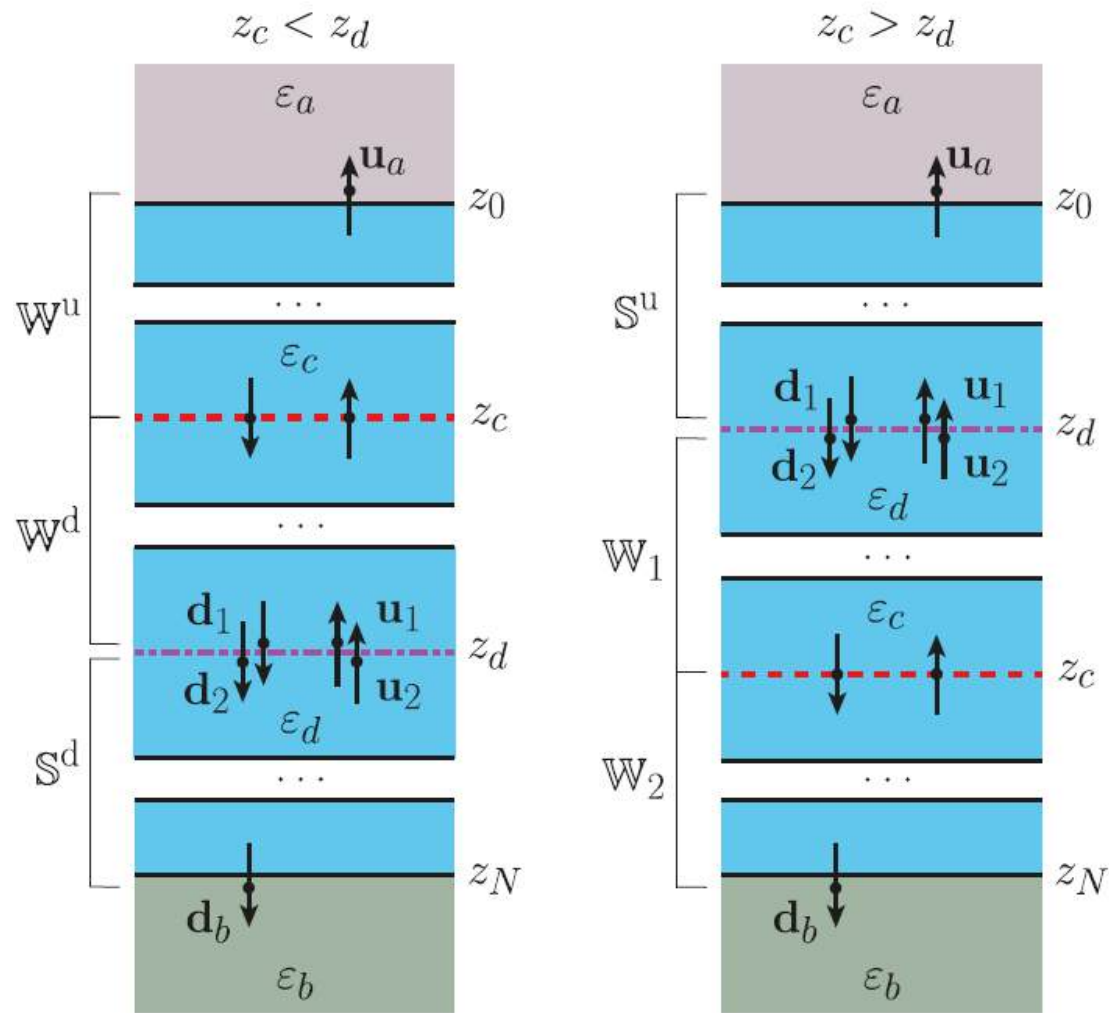 z_c < z_d
ε_a
u_a
z_0
𝕎^u
· · ·
ε_c
z_c
𝕎^d
· · ·
d_1
u_1
z_d
d_2
u_2
ε_d
𝕊^d
· · ·
z_N
d_b
ε_b
z_c > z_d
ε_a
u_a
z_0
𝕊^u
· · ·
d_1
u_1
z_d
d_2
u_2
ε_d
𝕎_1
· · ·
ε_c
z_c
𝕎_2
· · ·
z_N
d_b
ε_b